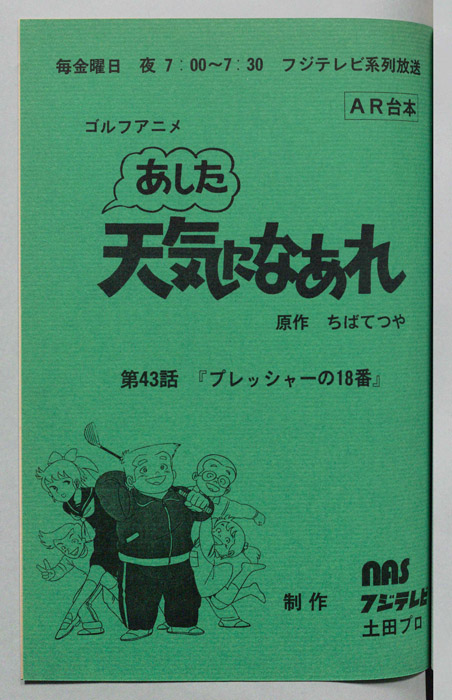 毎金曜日 夜 7:00〜7:30 フジテレビ系列放送
AR台本
ゴルフアニメ
あした
天気になあれ
原作 ちばてつや
第43話 『プレッシャーの18番』
nas
制作 フジテレビ
土田プロ